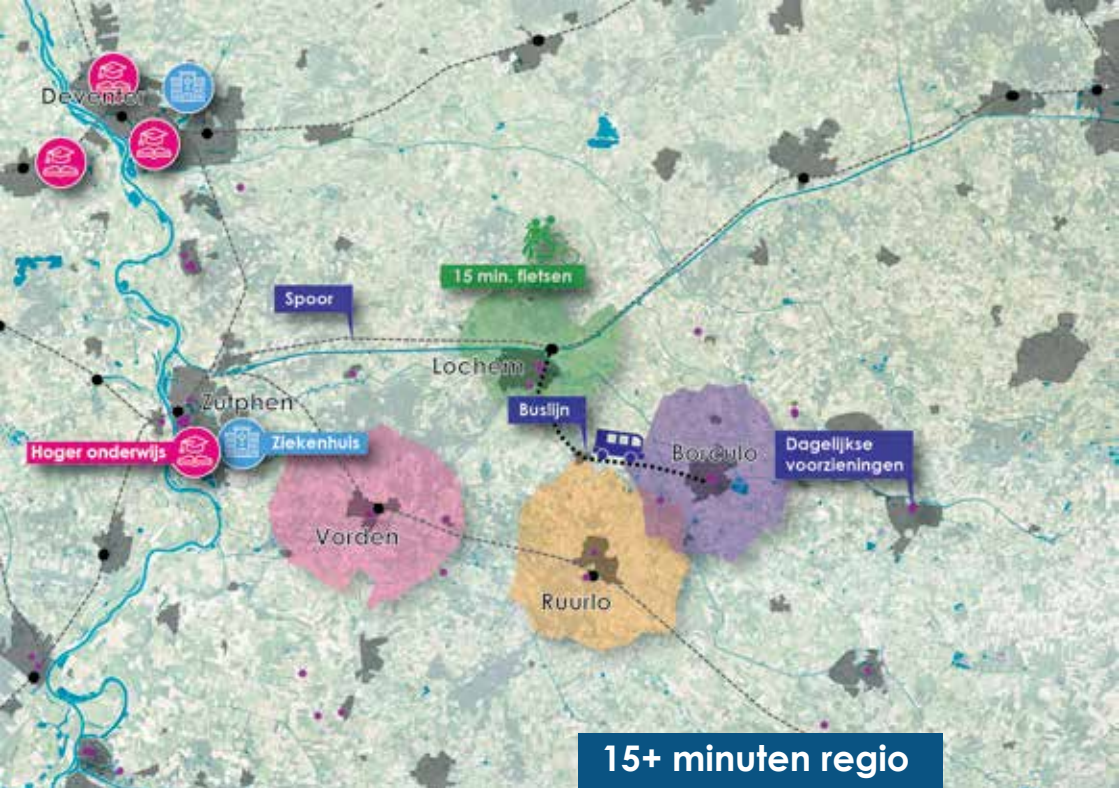 Deventer
15 min. fietsen
Spoor
Lochem
Zutphen
Buslijn
Hoger onderwijs
Ziekenhuis
Borculo
Dagelijkse
voorzieningen
Vorden
Ruurlo
15+ minuten regio